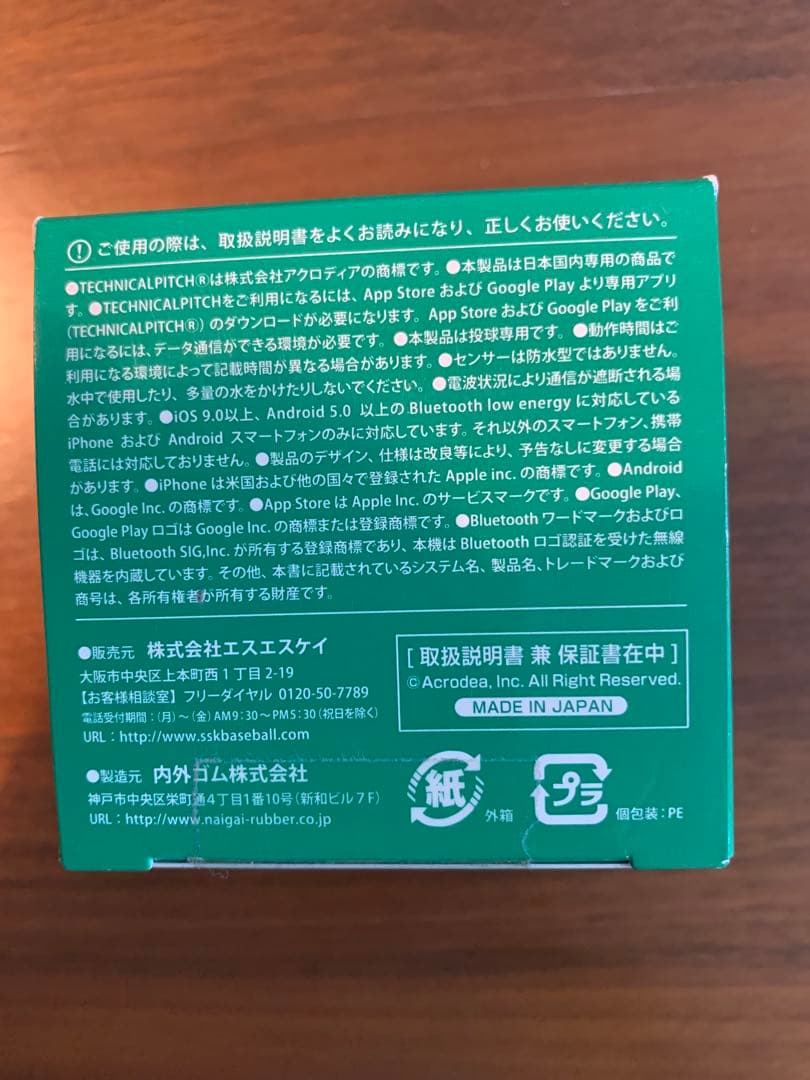 ! ご使用の際は、取扱説明書をよくお読みになり、正しくお使いください。
●TECHNICALPITCH®は株式会社アクロディアの商標です。●本製品は日本国内専用の商品で
す。●TECHNICALPITCHをご利用になるには、App Store および Google Play より専用アプリ
(TECHNICALPITCH®) のダウンロードが必要になります。App Store および Google Play をご利
用になるには、データ通信ができる環境が必要です。●本製品は投球専用です。●動作時間はご
利用になる環境によって記載時間が異なる場合があります。●センサーは防水型ではありません。
水中で使用したり、多量の水をかけたりしないでください。●電波状況により通信が遮断される場
合があります。●iOS 9.0以上、Android 5.0 以上の Bluetooth low energy に対応している
iPhone および Android スマートフォンのみに対応しています。それ以外のスマートフォン、携帯
電話には対応しておりません。●製品のデザイン、仕様は改良等により、予告なしに変更する場合
があります。●iPhone は米国および他の国々で登録された Apple inc. の商標です。●Android
は、Google Inc. の商標です。●App Store は Apple Inc. のサービスマークです。●Google Play、
Google Play ロゴは Google Inc. の商標または登録商標です。●Bluetooth ワードマークおよびロ
ゴは、Bluetooth SIG,Inc. が所有する登録商標であり、本機は Bluetooth ロゴ認証を受けた無線
機器を内蔵しています。その他、本書に記載されているシステム名、製品名、トレードマークおよび
商号は、各所有権者が所有する財産です。
●販売元 株式会社エスエスケイ
大阪市中央区上本町西1丁目2-19
【お客様相談室】フリーダイヤル 0120-50-7789
電話受付期間:(月)〜(金)AM9:30〜PM5:30(祝日を除く)
URL:http://www.sskbaseball.com
[ 取扱説明書 兼 保証書在中 ]
©Acrodea, Inc. All Right Reserved.
MADE IN JAPAN
●製造元 内外ゴム株式会社
神戸市中央区栄町通4丁目1番10号(新和ビル7F)
URL:http://www.naigai-rubber.co.jp
紙 外箱
プラ 個包装:PE